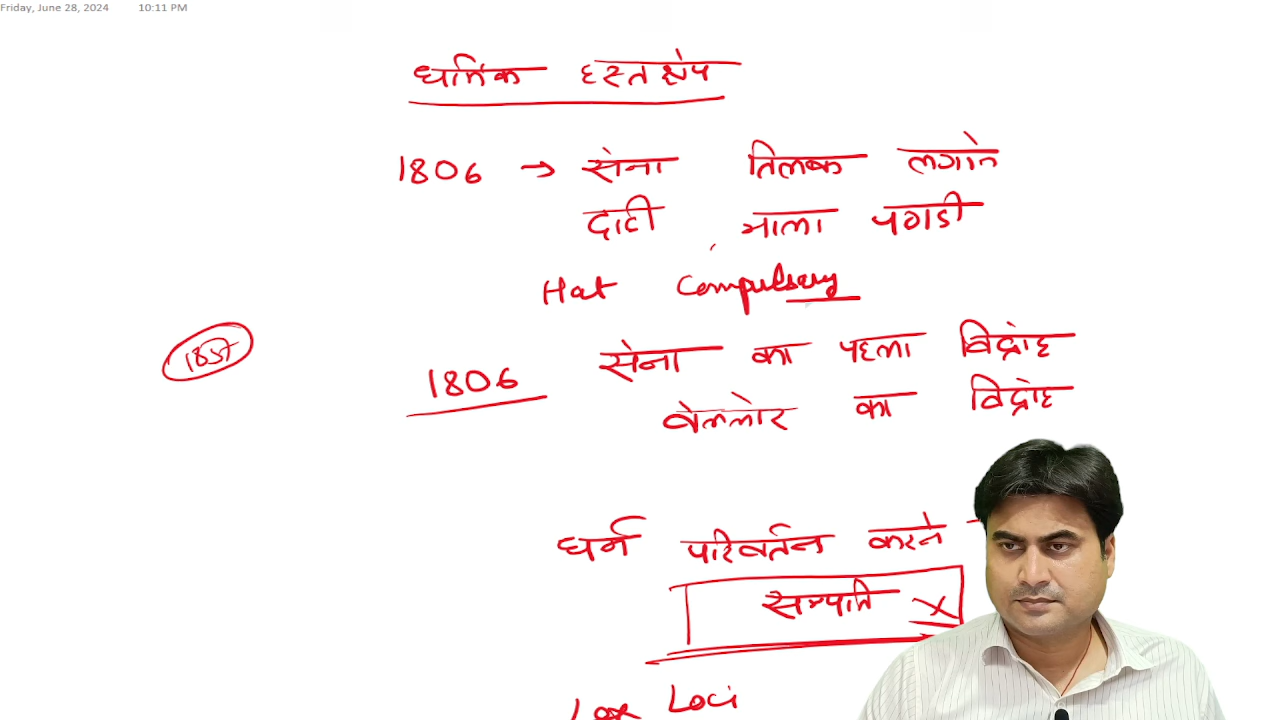 Friday, June 28, 2024 10:11 PM
धार्मिक हस्तक्षेप
1806 → सेना तिलक लगाने
दाढी माला पगडी
Hat Compulsory
1857
1806 सेना का पहला विद्रोह
वेल्लोर का विद्रोह
धर्म परिवर्तन करने
सम्पत्ति X
Lex Loci